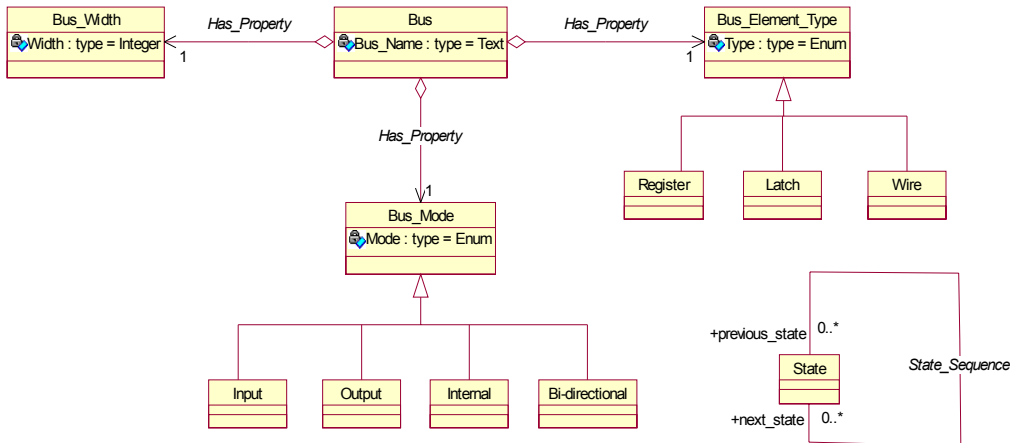 Bus_Width
Width : type = Integer
1
Has_Property
Bus
Bus_Name : type = Text
Has_Property
1
Bus_Element_Type
Type : type = Enum
Has_Property
1
Register
Latch
Wire
Bus_Mode
Mode : type = Enum
Input
Output
Internal
Bi-directional
+previous_state
0..*
State
State_Sequence
+next_state
0..*